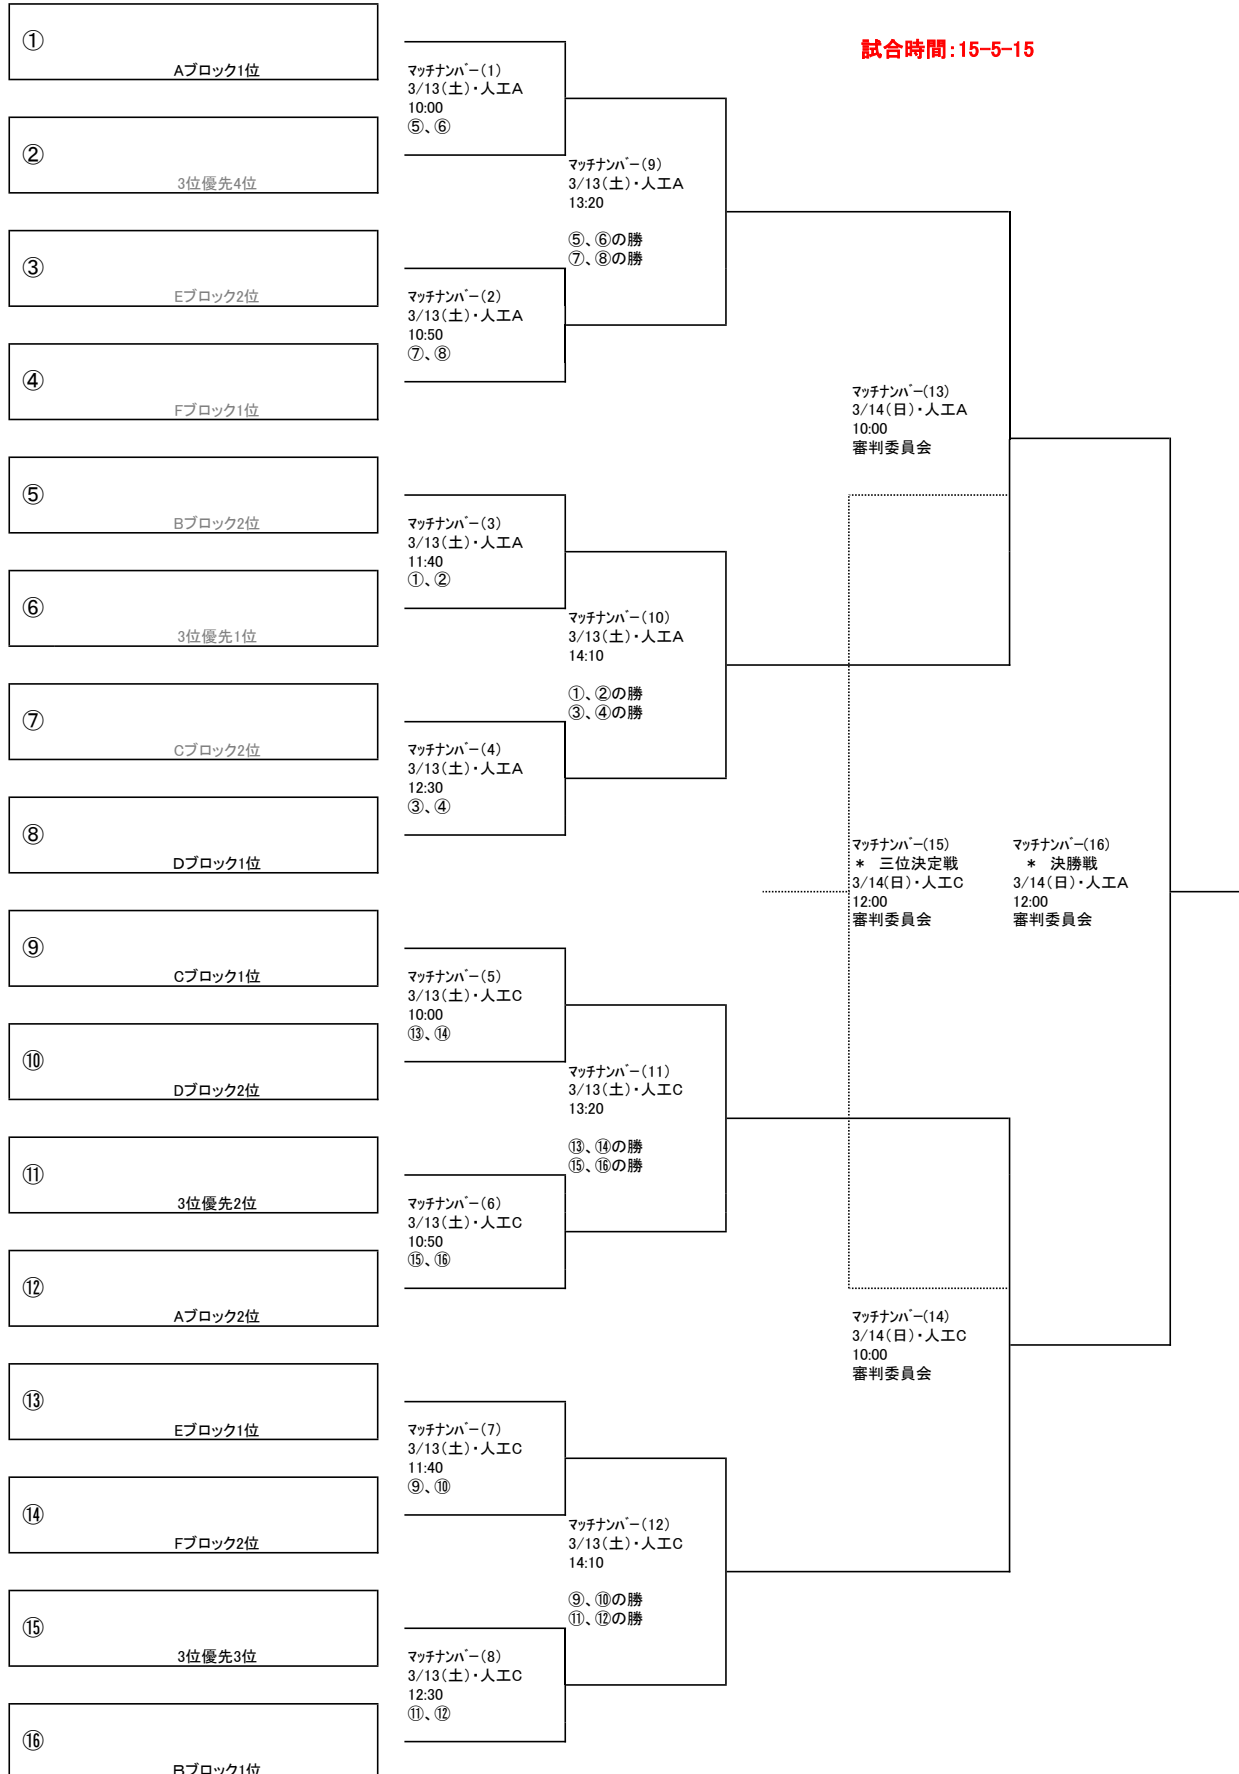 試合時間:15-5-15
①
Aブロック1位
②
3位優先4位
③
Eブロック2位
④
Fブロック1位
⑤
Bブロック2位
⑥
3位優先1位
⑦
Cブロック2位
⑧
Dブロック1位
⑨
Cブロック1位
⑩
Dブロック2位
⑪
3位優先2位
⑫
Aブロック2位
⑬
Eブロック1位
⑭
Fブロック2位
⑮
3位優先3位
⑯
Bブロック1位
マッチナンバー(1)
3/13(土)・人工A
10:00
⑤、⑥
マッチナンバー(2)
3/13(土)・人工A
10:50
⑦、⑧
マッチナンバー(3)
3/13(土)・人工A
11:40
①、②
マッチナンバー(4)
3/13(土)・人工A
12:30
③、④
マッチナンバー(5)
3/13(土)・人工C
10:00
⑬、⑭
マッチナンバー(6)
3/13(土)・人工C
10:50
⑮、⑯
マッチナンバー(7)
3/13(土)・人工C
11:40
⑨、⑩
マッチナンバー(8)
3/13(土)・人工C
12:30
⑪、⑫
マッチナンバー(9)
3/13(土)・人工A
13:20
⑤、⑥の勝
⑦、⑧の勝
マッチナンバー(10)
3/13(土)・人工A
14:10
①、②の勝
③、④の勝
マッチナンバー(11)
3/13(土)・人工C
13:20
⑬、⑭の勝
⑮、⑯の勝
マッチナンバー(12)
3/13(土)・人工C
14:10
⑨、⑩の勝
⑪、⑫の勝
マッチナンバー(13)
3/14(日)・人工A
10:00
審判委員会
マッチナンバー(15)
* 三位決定戦
3/14(日)・人工C
12:00
審判委員会
マッチナンバー(16)
* 決勝戦
3/14(日)・人工A
12:00
審判委員会
マッチナンバー(14)
3/14(日)・人工C
10:00
審判委員会